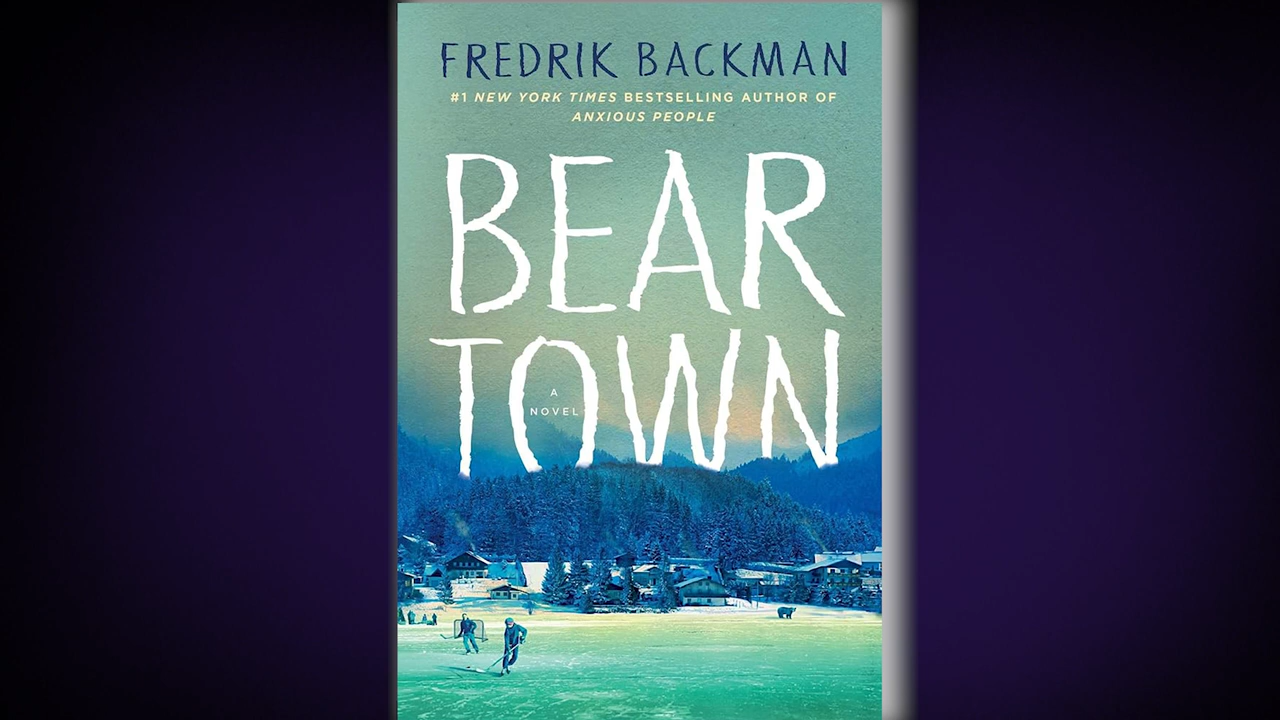 FREDRIK BACKMAN
#1 NEW YORK TIMES BESTSELLING AUTHOR OF
ANXIOUS PEOPLE
BEAR
TOWN
A
NOVEL